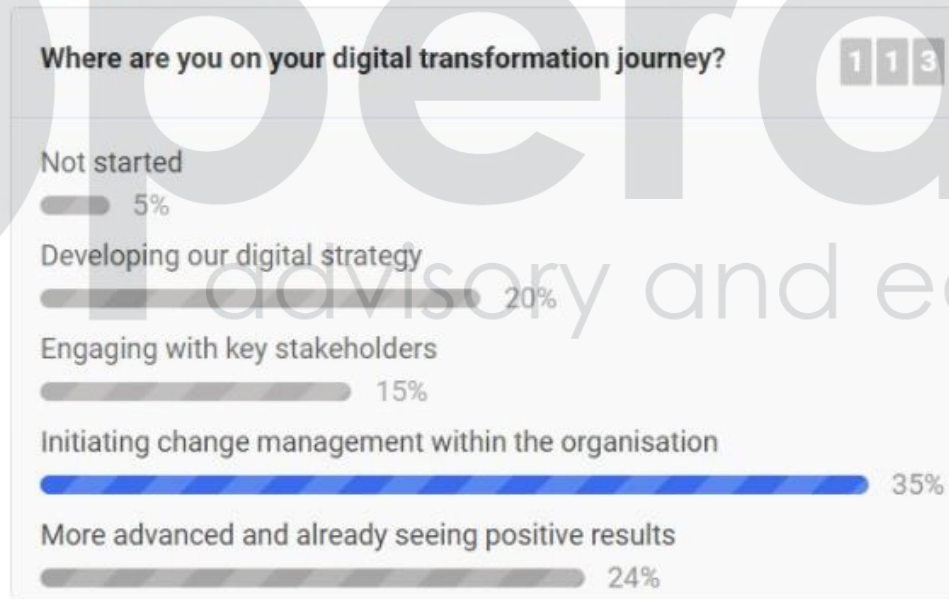 Where are you on your digital transformation journey?
1 1 3
Not started
5%
Developing our digital strategy
20%
Engaging with key stakeholders
15%
Initiating change management within the organisation
35%
More advanced and already seeing positive results
24%
advisory and